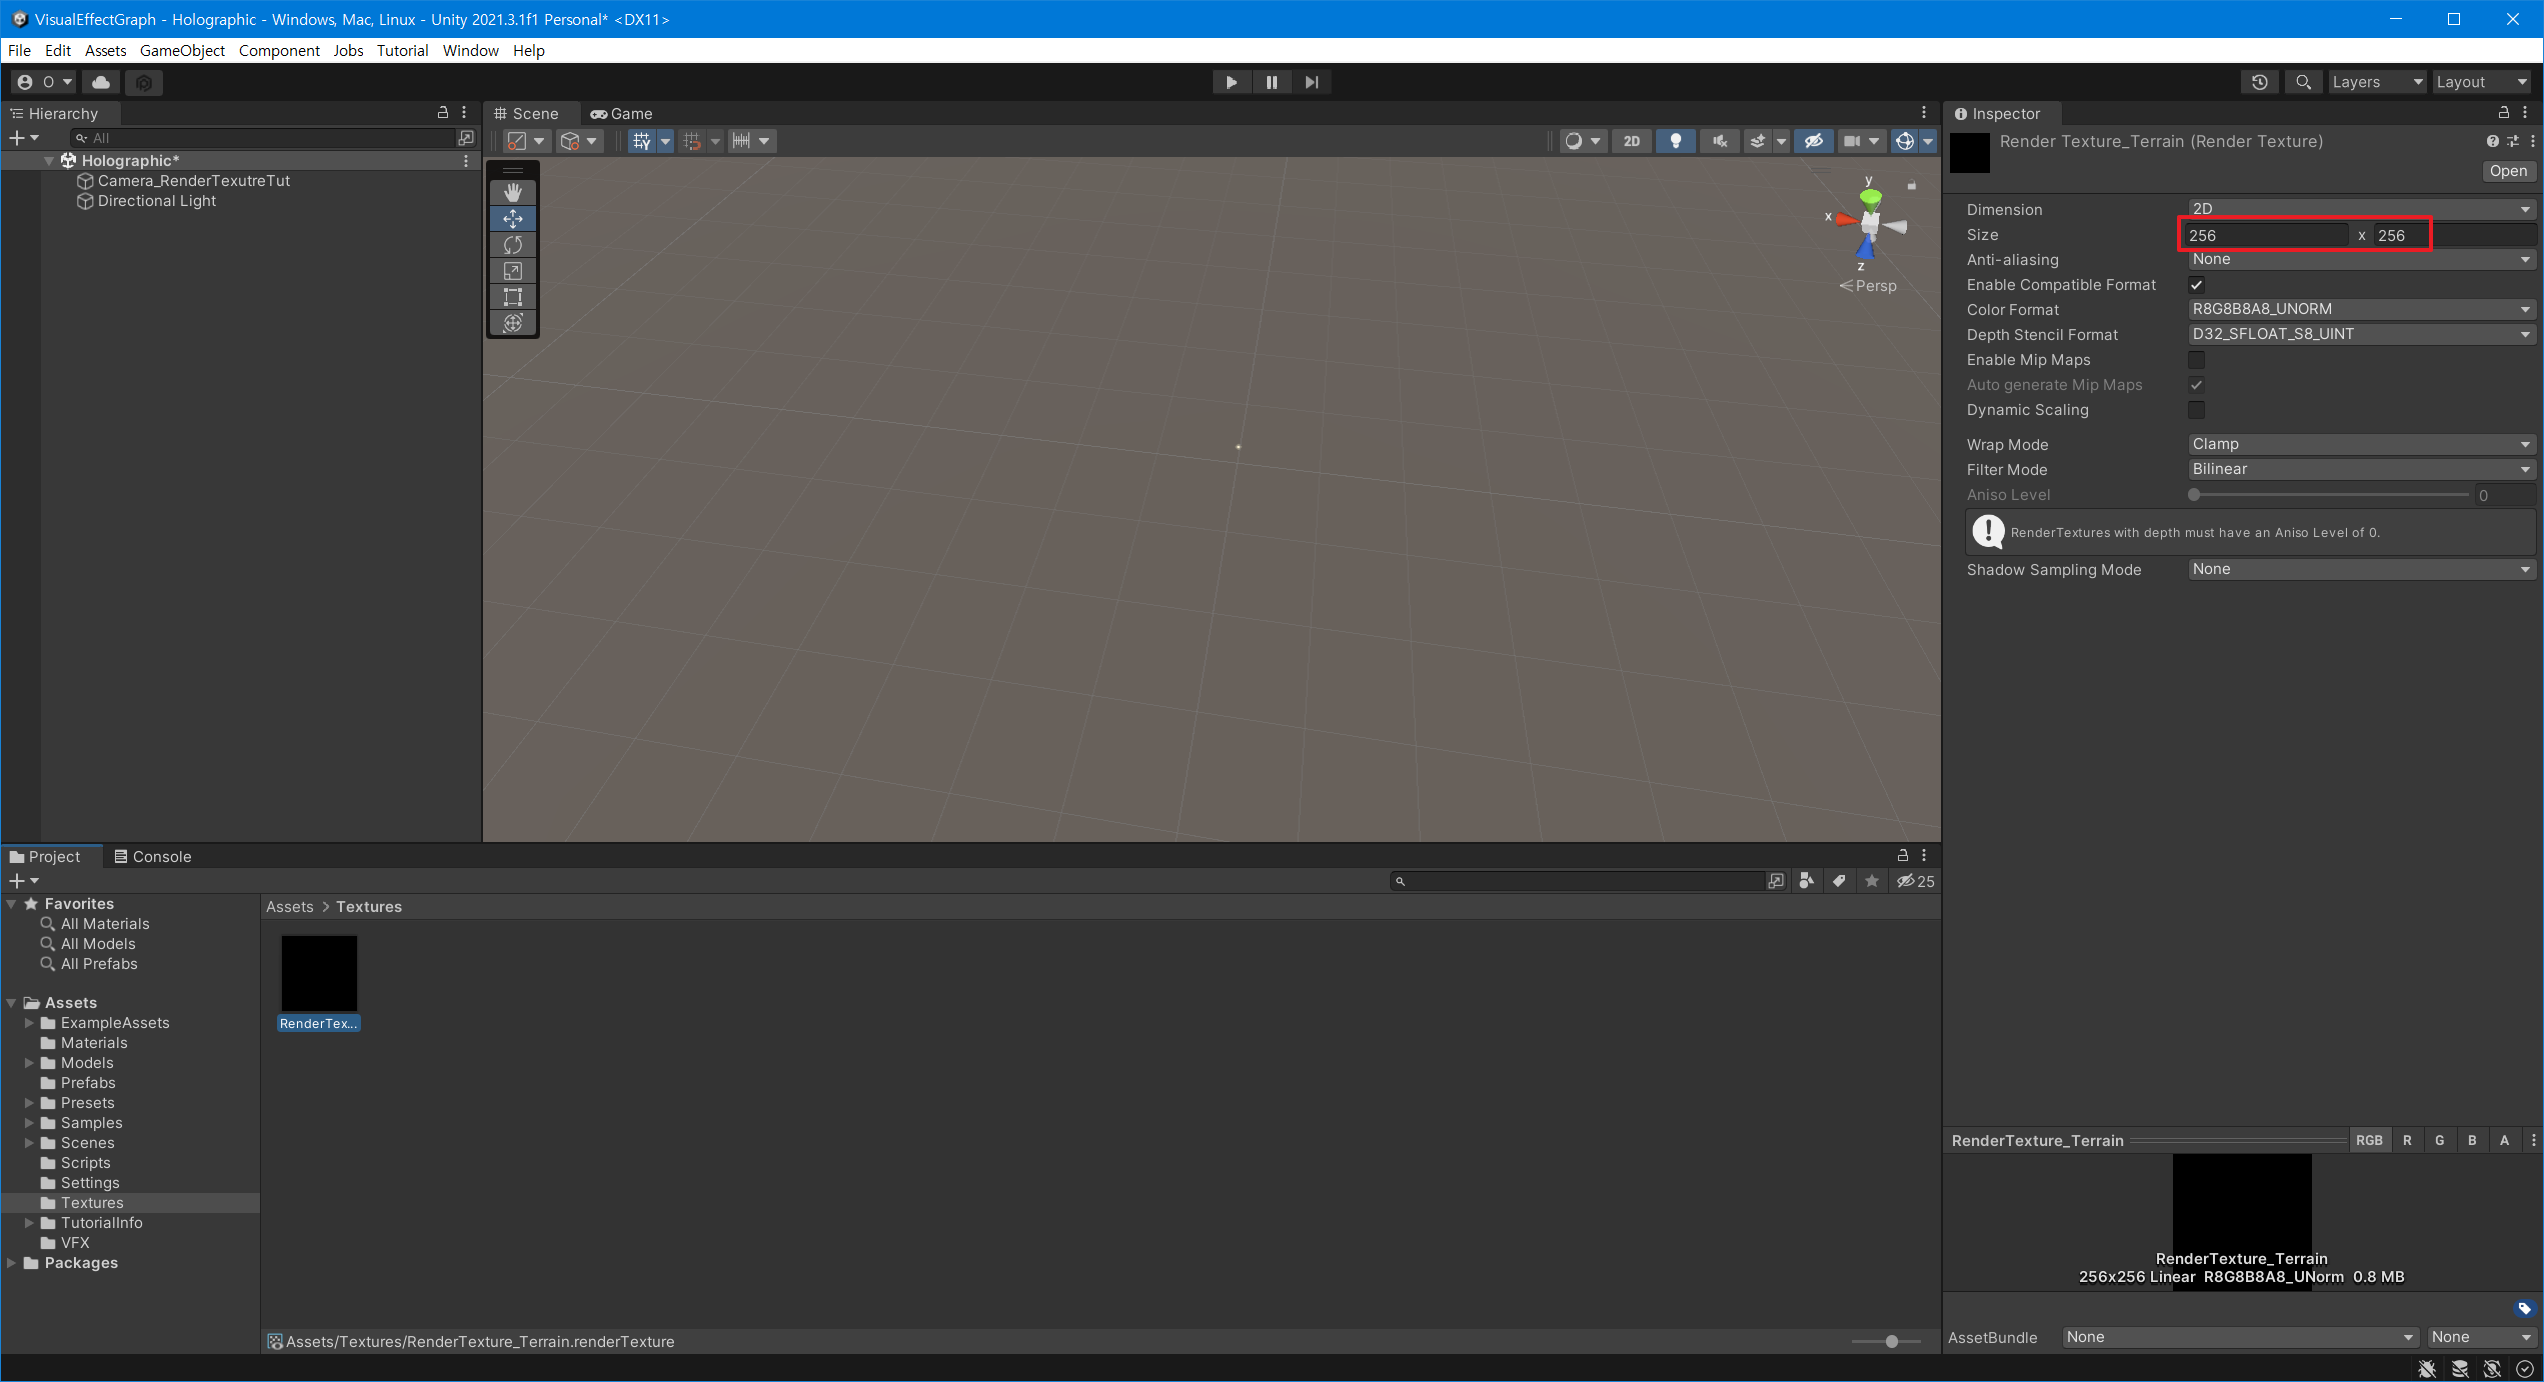 VisualEffectGraph - Holographic - Windows, Mac, Linux - Unity 2021.3.1f1 Personal* <DX11>
File Edit Assets GameObject Component Jobs Tutorial Window Help
O
Layers
Layout
Hierarchy
All
Holographic*
Camera_RenderTexutreTut
Directional Light
Scene
Game
2D
y
x
z
Persp
Inspector
Render Texture_Terrain (Render Texture)
Open
Dimension 2D
Size 256 x 256
Anti-aliasing None
Enable Compatible Format
Color Format R8G8B8A8_UNORM
Depth Stencil Format D32_SFLOAT_S8_UINT
Enable Mip Maps
Auto generate Mip Maps
Dynamic Scaling
Wrap Mode Clamp
Filter Mode Bilinear
Aniso Level 0
RenderTextures with depth must have an Aniso Level of 0.
Shadow Sampling Mode None
Project
Console
25
Favorites
All Materials
All Models
All Prefabs
Assets
ExampleAssets
Materials
Models
Prefabs
Presets
Samples
Scenes
Scripts
Settings
Textures
TutorialInfo
VFX
Packages
Assets > Textures
RenderTex...
Assets/Textures/RenderTexture_Terrain.renderTexture
RenderTexture_Terrain RGB R G B A
RenderTexture_Terrain
256x256 Linear R8G8B8A8_UNorm 0.8 MB
AssetBundle None None